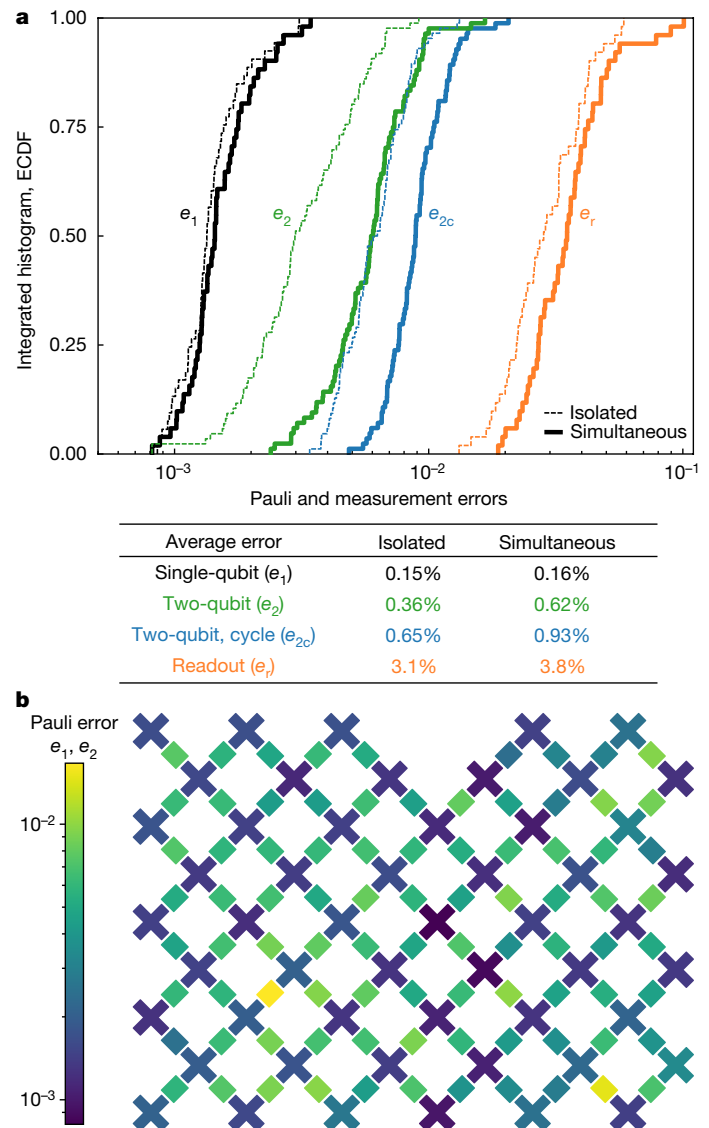 a
1.00
0.75
0.50
0.25
0.00
Integrated histogram, ECDF
e1
e2
e2c
er
Isolated
Simultaneous
10−3
10−2
10−1
Pauli and measurement errors
Average error Isolated Simultaneous
Single-qubit (e1) 0.15% 0.16%
Two-qubit (e2) 0.36% 0.62%
Two-qubit, cycle (e2c) 0.65% 0.93%
Readout (er) 3.1% 3.8%
b
Pauli error
e1, e2
10−2
10−3